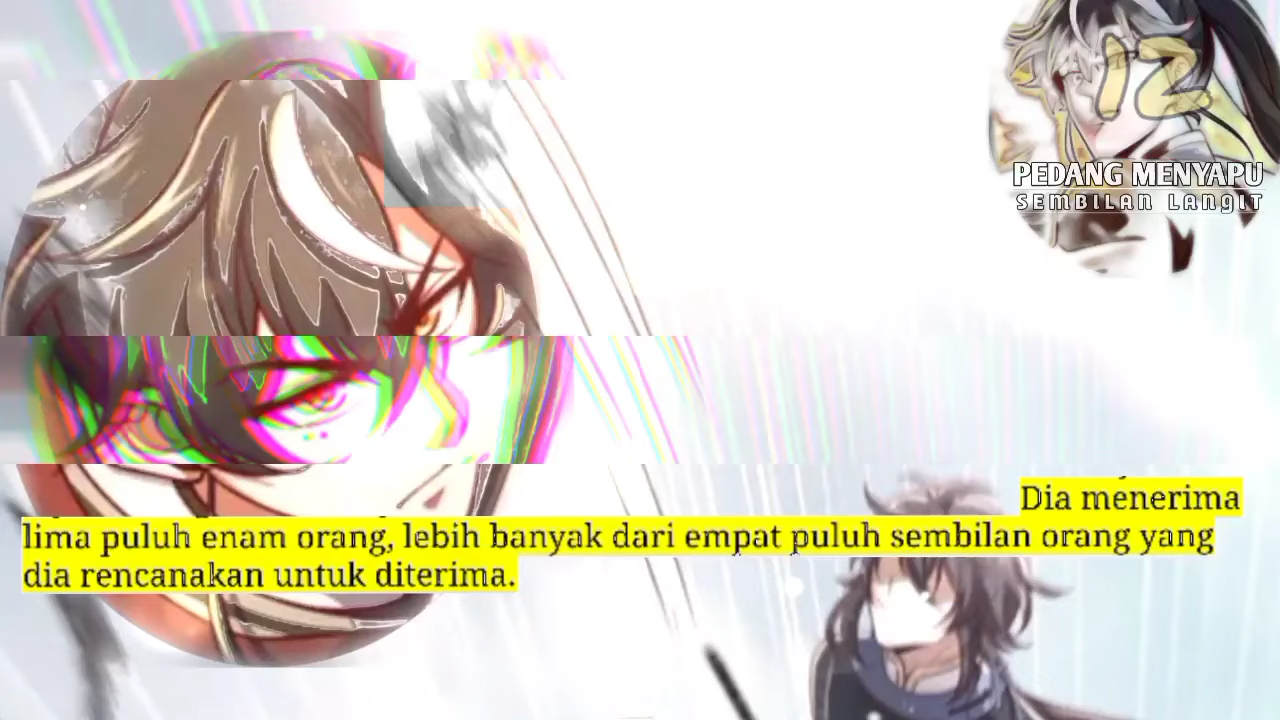 12
PEDANG MENYAPU
SEMBILAN LANGIT
Dia menerima
lima puluh enam orang, lebih banyak dari empat puluh sembilan orang yang
dia rencanakan untuk diterima.